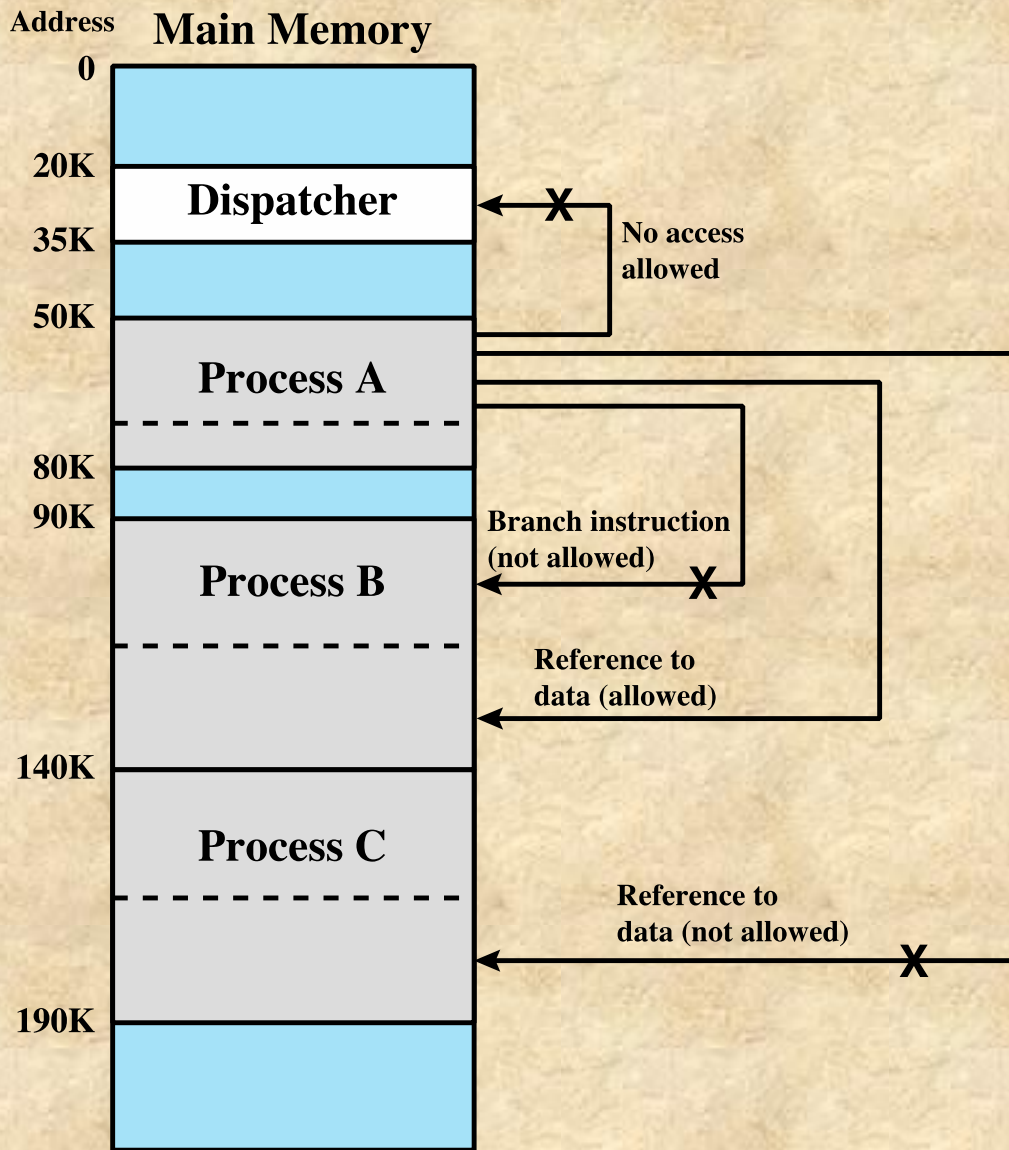 Address
Main Memory
0
20K
Dispatcher
X
35K
No access
allowed
50K
Process A
80K
90K
Branch instruction
(not allowed)
Process B
X
Reference to
data (allowed)
140K
Process C
Reference to
data (not allowed)
X
190K